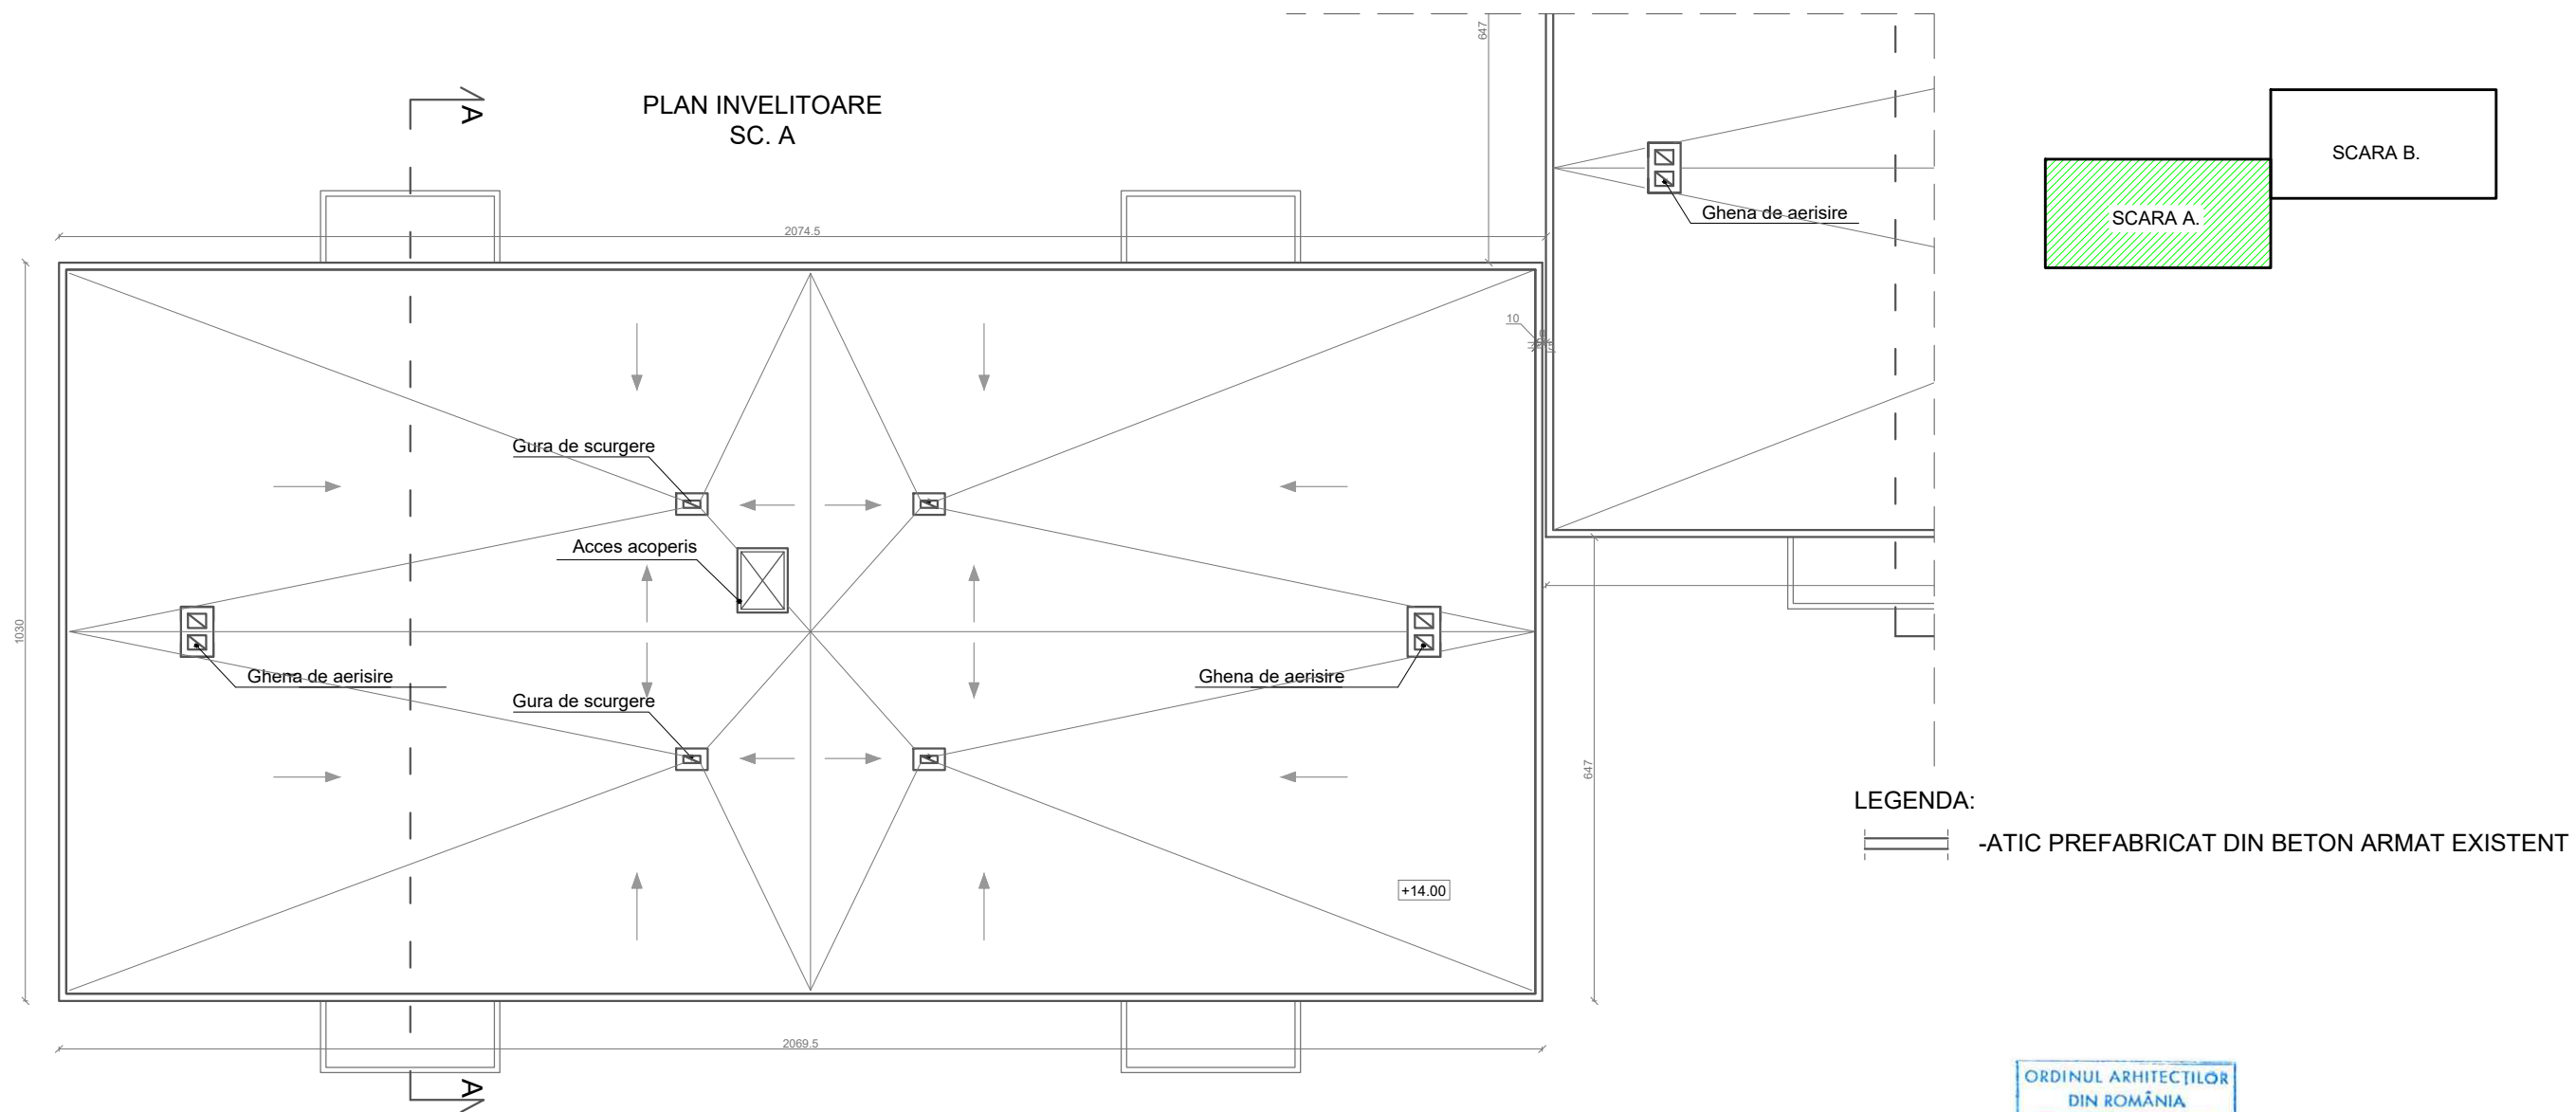 647
A
PLAN INVELITOARE
SC. A
SCARA B.
SCARA A.
Ghena de aerisire
2074.5
10
Gura de scurgere
Acces acoperis
1030
Ghena de aerisire
Ghena de aerisire
Gura de scurgere
647
LEGENDA:
-ATIC PREFABRICAT DIN BETON ARMAT EXISTENT
+14.00
2069.5
A
ORDINUL ARHITECȚILOR
DIN ROMÂNIA